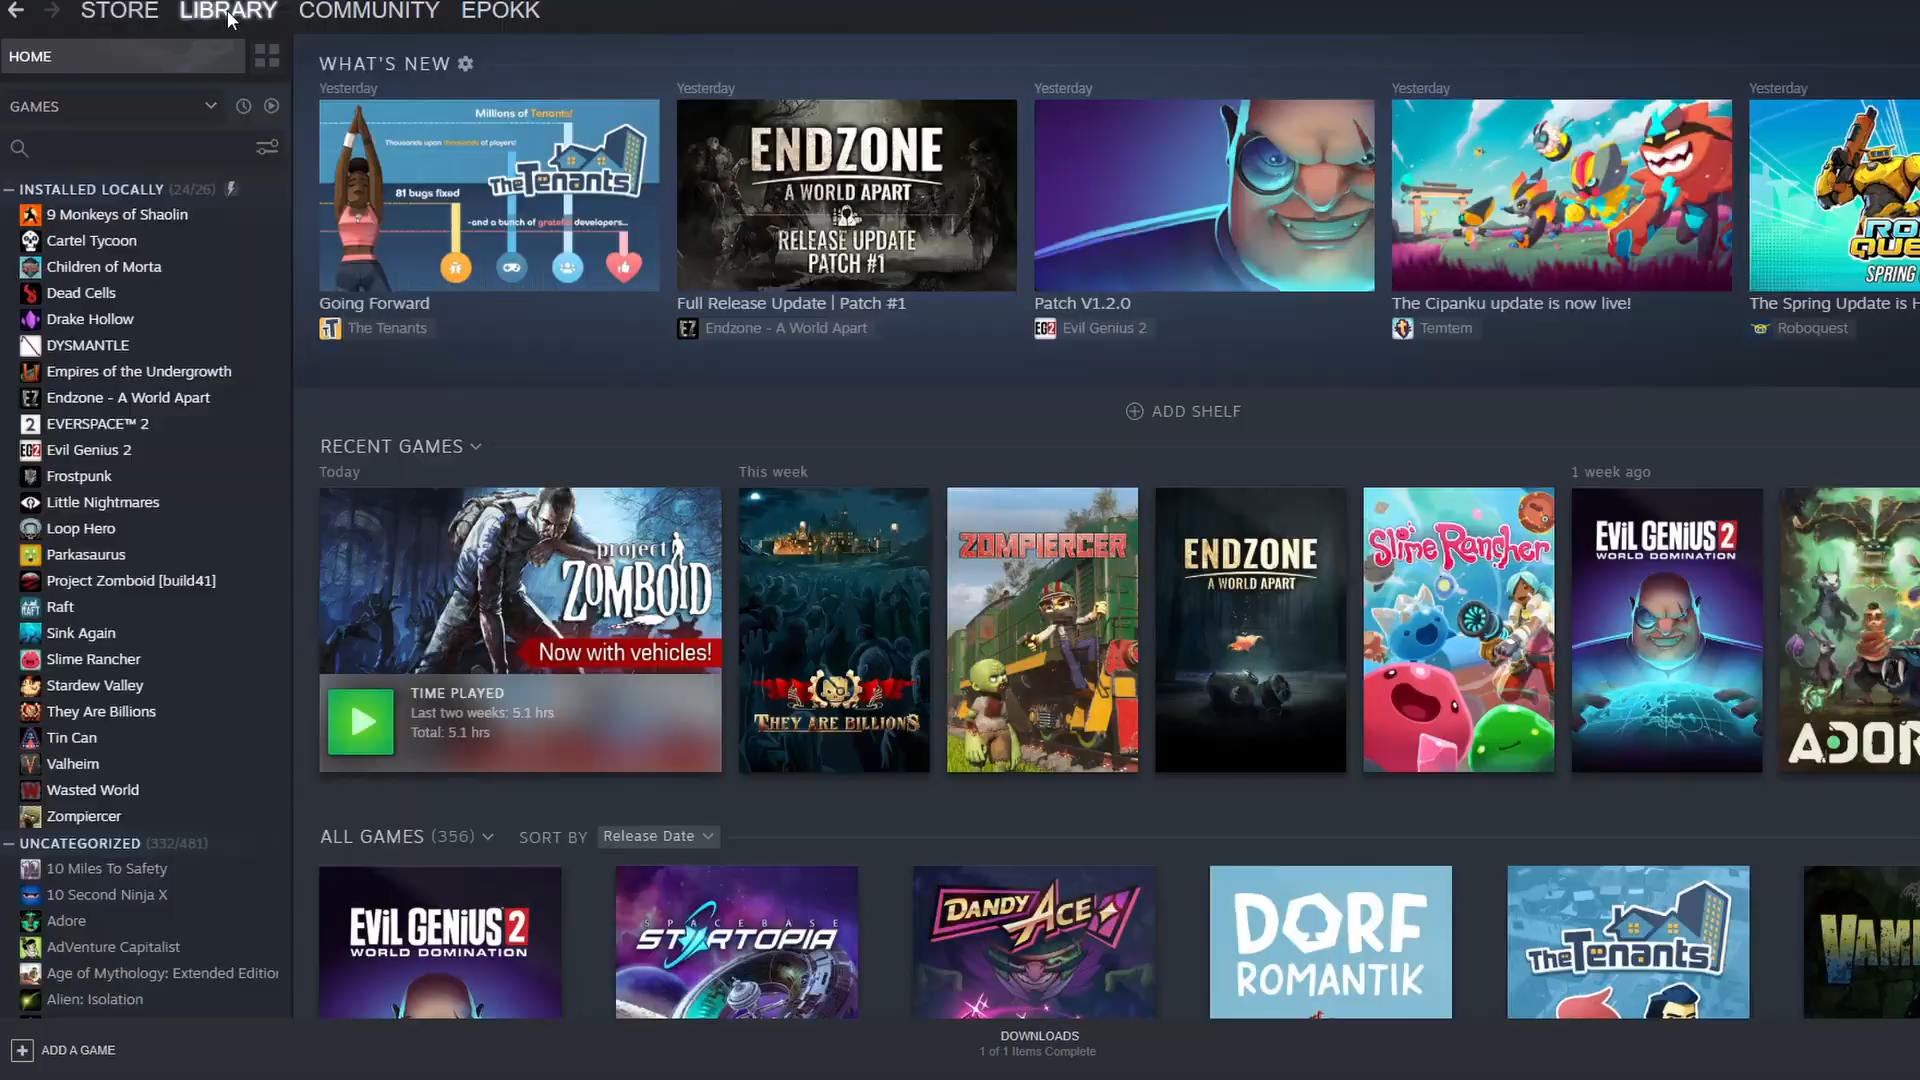 STORE LIBRARY COMMUNITY EPOKK
HOME
GAMES
INSTALLED LOCALLY (24/26)
9 Monkeys of Shaolin
Cartel Tycoon
Children of Morta
Dead Cells
Drake Hollow
DYSMANTLE
Empires of the Undergrowth
Endzone - A World Apart
EVERSPACE™ 2
Evil Genius 2
Frostpunk
Little Nightmares
Loop Hero
Parkasaurus
Project Zomboid [build41]
Raft
Sink Again
Slime Rancher
Stardew Valley
They Are Billions
Tin Can
Valheim
Wasted World
Zompiercer
UNCATEGORIZED (332/481)
10 Miles To Safety
10 Second Ninja X
Adore
AdVenture Capitalist
Age of Mythology: Extended Edition
Alien: Isolation
ADD A GAME
WHAT'S NEW
Yesterday
Millions of Tenants!
Thousands upon thousands of players!
The Tenants
81 bugs fixed
-and a bunch of grateful developers...
Going Forward
The Tenants
Yesterday
ENDZONE
A WORLD APART
RELEASE UPDATE
PATCH #1
Full Release Update | Patch #1
EZ Endzone - A World Apart
Yesterday
Patch V1.2.0
EG2 Evil Genius 2
Yesterday
The Cipanku update is now live!
Temtem
Yesterday
RO
QUE
SPRING
The Spring Update is H
Roboquest
ADD SHELF
RECENT GAMES
Today
project
ZOMBOID
Now with vehicles!
TIME PLAYED
Last two weeks: 5.1 hrs
Total: 5.1 hrs
This week
THEY ARE BILLIONS
ZOMPIERCER
ENDZONE
A WORLD APART
Slime Rancher
1 week ago
EVIL GENIUS 2
WORLD DOMINATION
ADOR
ALL GAMES (356) SORT BY Release Date
EVIL GENIUS 2
WORLD DOMINATION
SPACEBASE
STARTOPIA
DANDY ACE
DORF
ROMANTIK
The Tenants
VAMP
DOWNLOADS
1 of 1 Items Complete